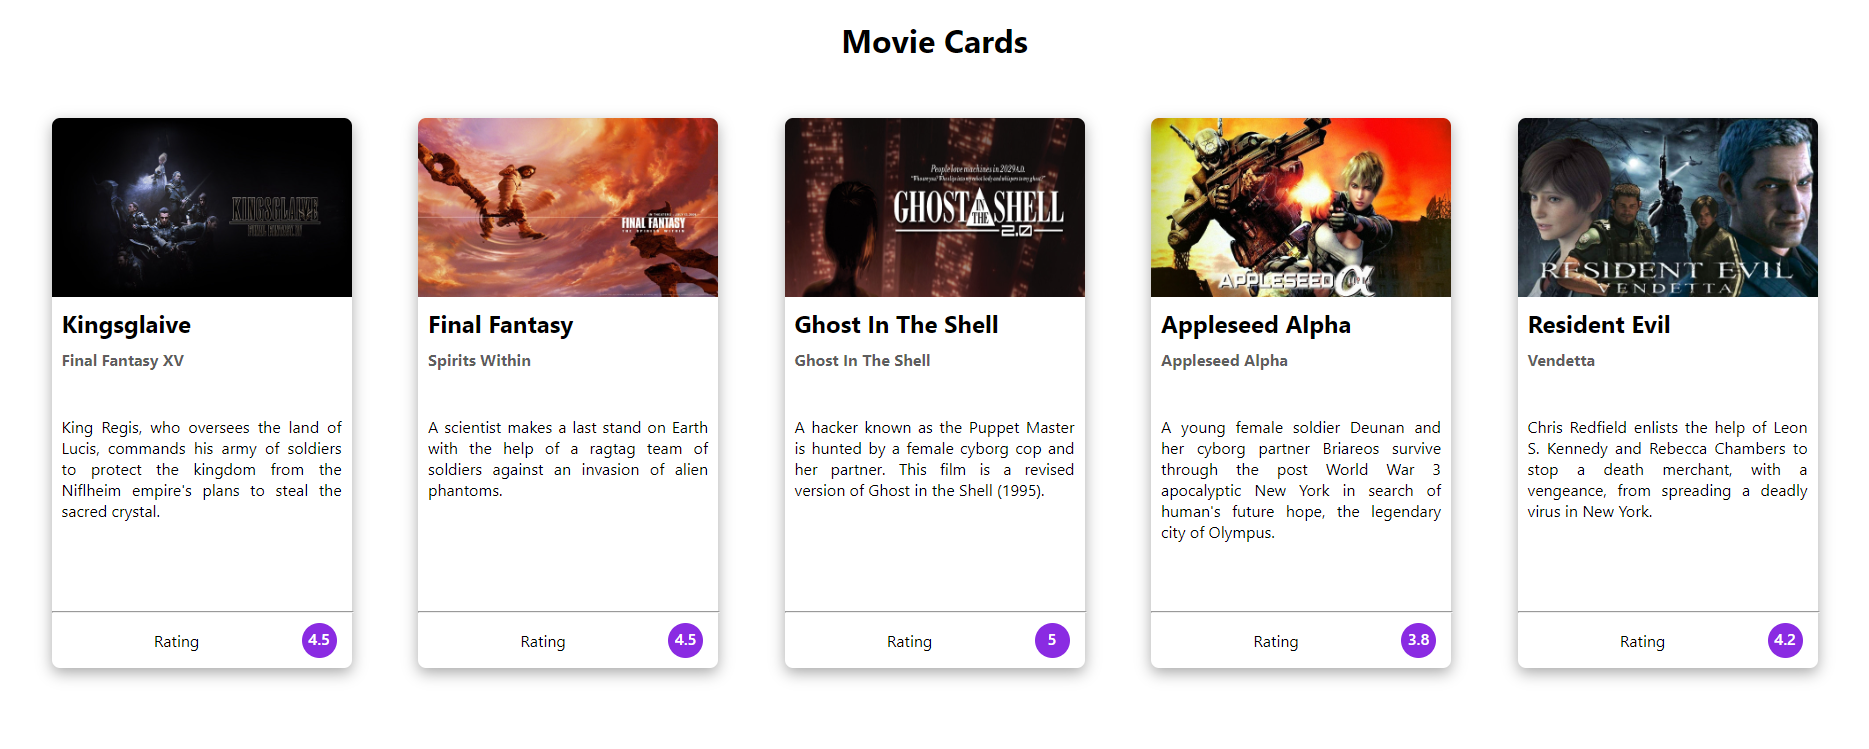 Movie Cards
KINGSGLAIVE
FINAL FANTASY XV
Kingsglaive
Final Fantasy XV
King Regis, who oversees the land of
Lucis, commands his army of soldiers
to protect the kingdom from the
Niflheim empire's plans to steal the
sacred crystal.
Rating
4.5
FINAL FANTASY
THE SPIRITS WITHIN
Final Fantasy
Spirits Within
A scientist makes a last stand on Earth
with the help of a ragtag team of
soldiers against an invasion of alien
phantoms.
Rating
4.5
People love machines in 2029 A.D.
GHOST IN THE SHELL
2.0
Ghost In The Shell
Ghost In The Shell
A hacker known as the Puppet Master
is hunted by a female cyborg cop and
her partner. This film is a revised
version of Ghost in the Shell (1995).
Rating
5
APPLESEED α
Appleseed Alpha
Appleseed Alpha
A young female soldier Deunan and
her cyborg partner Briareos survive
through the post World War 3
apocalyptic New York in search of
human's future hope, the legendary
city of Olympus.
Rating
3.8
RESIDENT EVIL
VENDETTA
Resident Evil
Vendetta
Chris Redfield enlists the help of Leon
S. Kennedy and Rebecca Chambers to
stop a death merchant, with a
vengeance, from spreading a deadly
virus in New York.
Rating
4.2